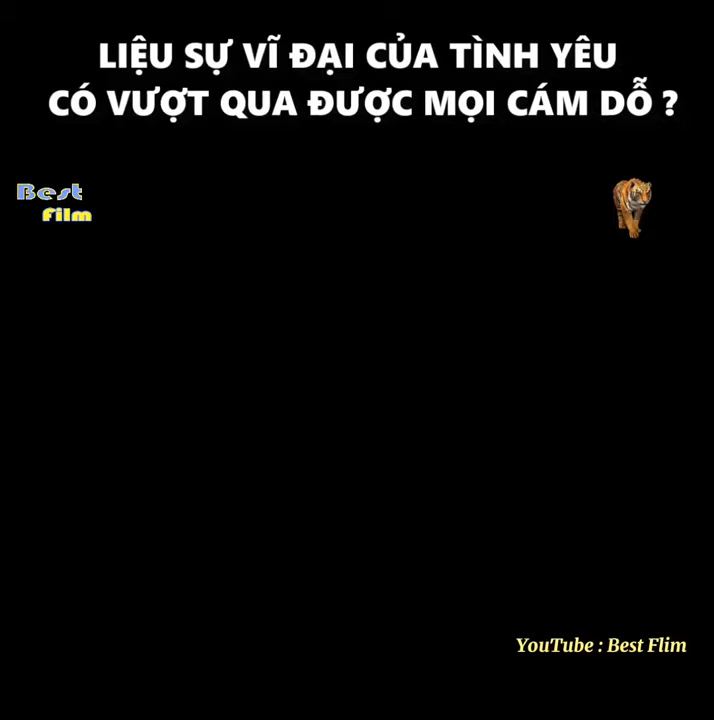 LIỆU SỰ VĨ ĐẠI CỦA TÌNH YÊU
CÓ VƯỢT QUA ĐƯỢC MỌI CÁM DỖ ?
Best
Film
YouTube : Best Flim